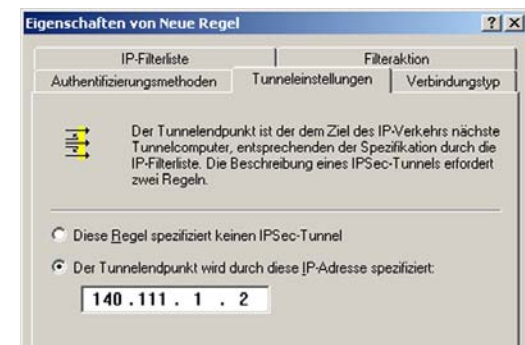 Eigenschaften von Neue Regel
IP-Filterliste
Filteraktion
Authentifizierungsmethoden
Tunneleinstellungen
Verbindungstyp
Der Tunnelendpunkt ist der dem Ziel des IP-Verkehrs nächste
Tunnelcomputer, entsprechenden der Spezifikation durch die
IP-Filterliste. Die Beschreibung eines IPSec-Tunnels erfordert
zwei Regeln.
Diese Regel spezifiziert keinen IPSec-Tunnel
Der Tunnelendpunkt wird durch diese IP-Adresse spezifiziert:
140 . 111 . 1 . 2